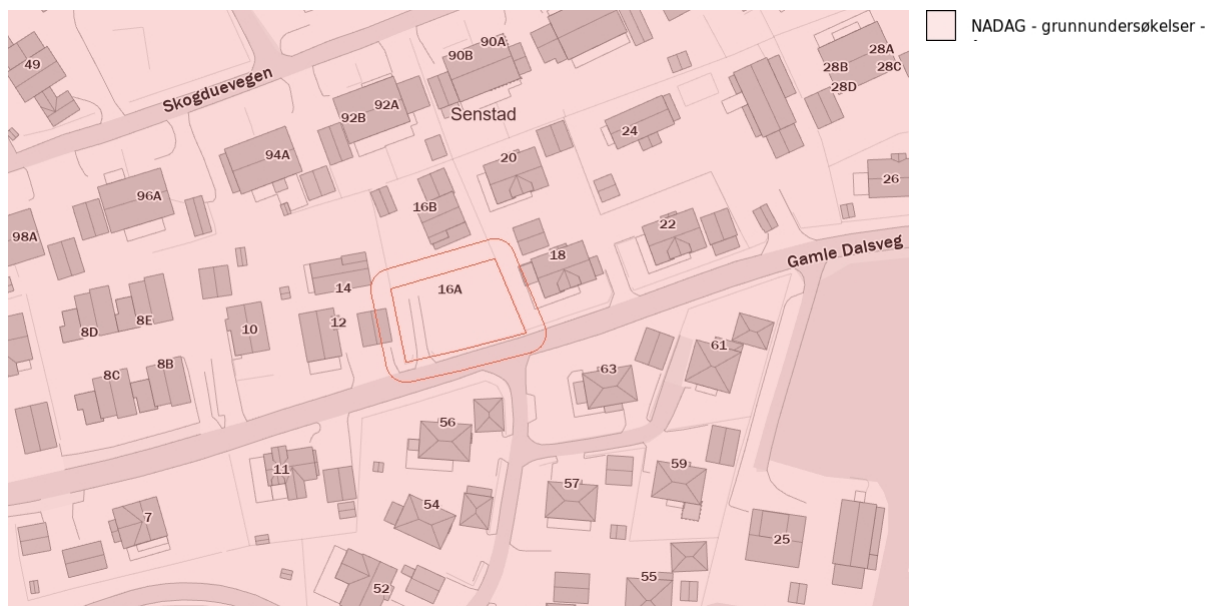 NADAG - grunnundersøkelser -
49
Skogduevegen
90A
90B
28A
28B
28C
28D
92A
92B
Senstad
24
94A
20
96A
26
16B
98A
22
18
Gamle Dalsveg
14
16A
8E
8D
10
12
61
8B
8C
63
56
11
59
57
54
7
25
55
52